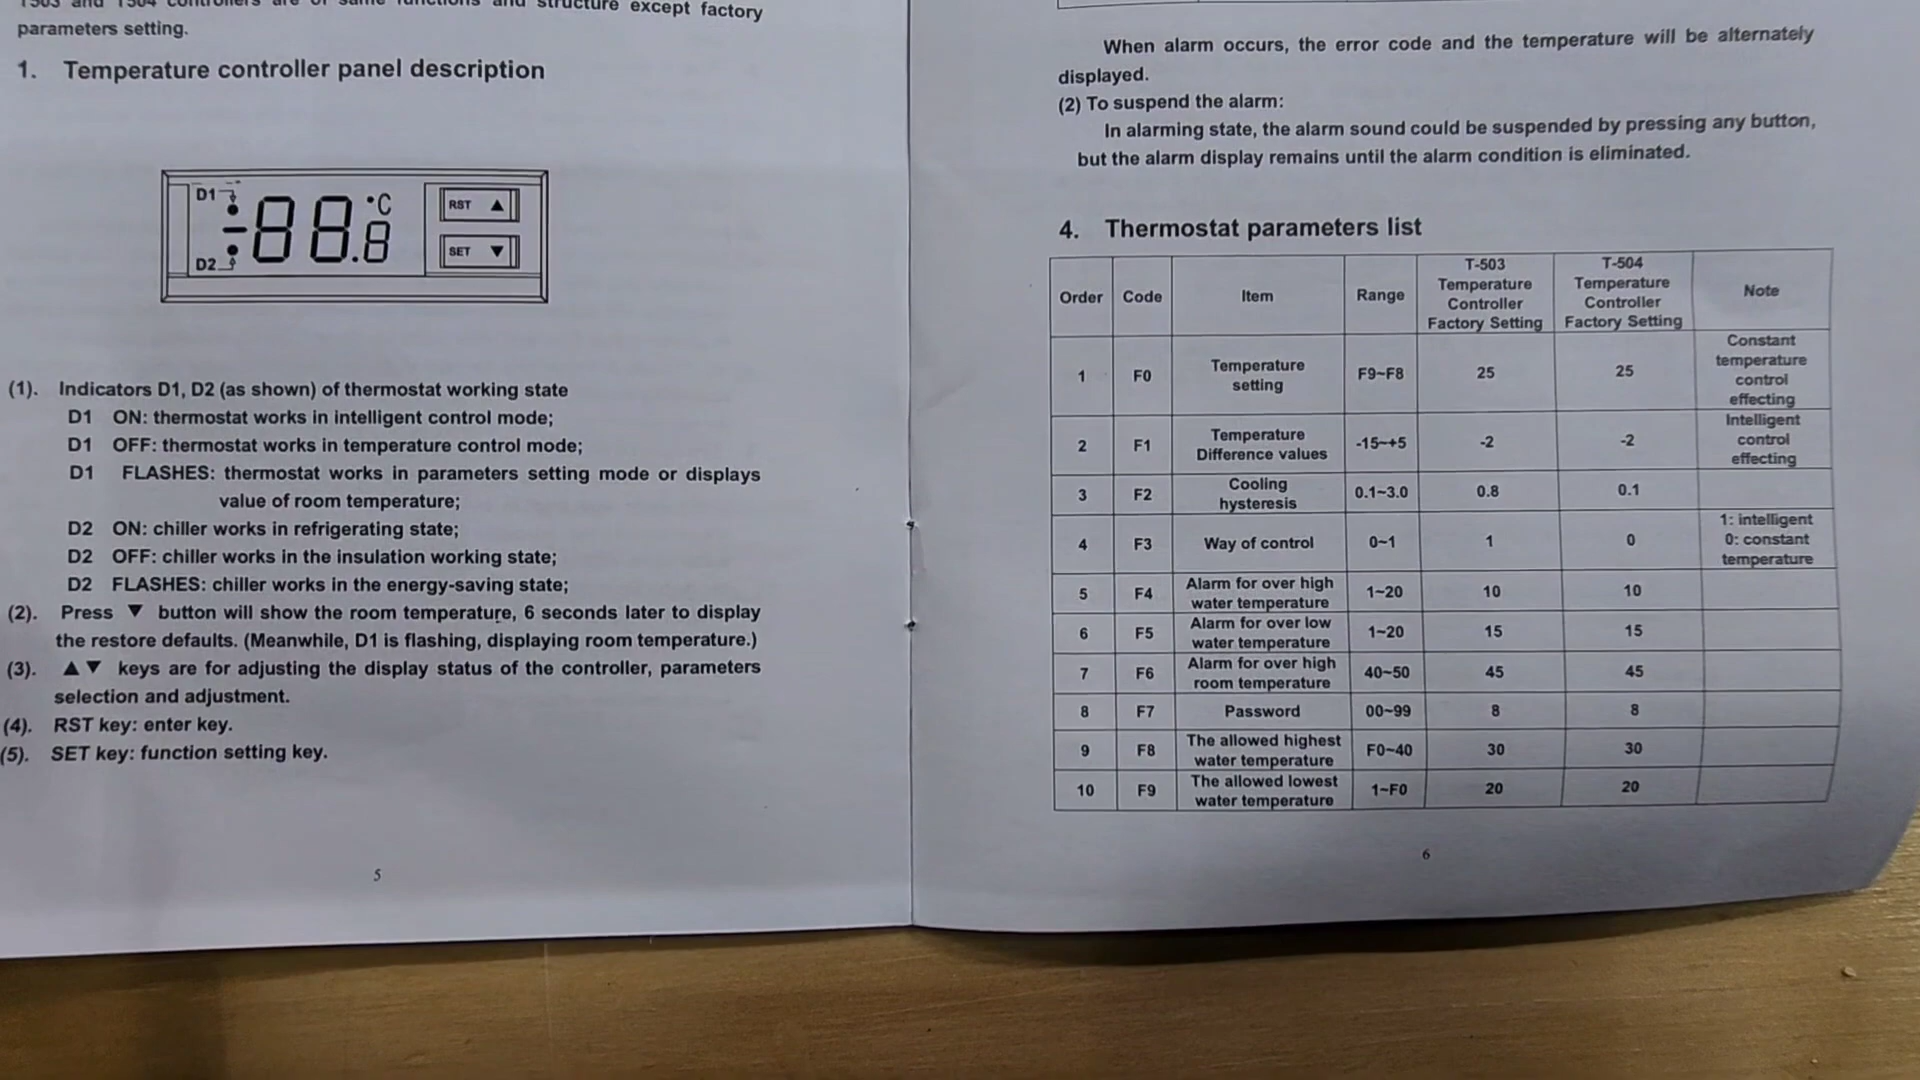 T503 and T504 controllers are of same functions and structure except factory
parameters setting.
1. Temperature controller panel description
D1
D2
-88.8
°C
RST ▲
SET ▼
(1). Indicators D1, D2 (as shown) of thermostat working state
D1 ON: thermostat works in intelligent control mode;
D1 OFF: thermostat works in temperature control mode;
D1 FLASHES: thermostat works in parameters setting mode or displays
value of room temperature;
D2 ON: chiller works in refrigerating state;
D2 OFF: chiller works in the insulation working state;
D2 FLASHES: chiller works in the energy-saving state;
(2). Press ▼ button will show the room temperature, 6 seconds later to display
the restore defaults. (Meanwhile, D1 is flashing, displaying room temperature.)
(3). ▲▼ keys are for adjusting the display status of the controller, parameters
selection and adjustment.
(4). RST key: enter key.
(5). SET key: function setting key.
5
When alarm occurs, the error code and the temperature will be alternately
displayed.
(2) To suspend the alarm:
In alarming state, the alarm sound could be suspended by pressing any button,
but the alarm display remains until the alarm condition is eliminated.
4. Thermostat parameters list
Order Code Item Range T-503 Temperature Controller Factory Setting T-504 Temperature Controller Factory Setting Note
1 F0 Temperature setting F9~F8 25 25 Constant temperature control effecting
2 F1 Temperature Difference values -15~+5 -2 -2 Intelligent control effecting
3 F2 Cooling hysteresis 0.1~3.0 0.8 0.1
4 F3 Way of control 0~1 1 0 1: intelligent 0: constant temperature
5 F4 Alarm for over high water temperature 1~20 10 10
6 F5 Alarm for over low water temperature 1~20 15 15
7 F6 Alarm for over high room temperature 40~50 45 45
8 F7 Password 00~99 8 8
9 F8 The allowed highest water temperature F0~40 30 30
10 F9 The allowed lowest water temperature 1~F0 20 20
6